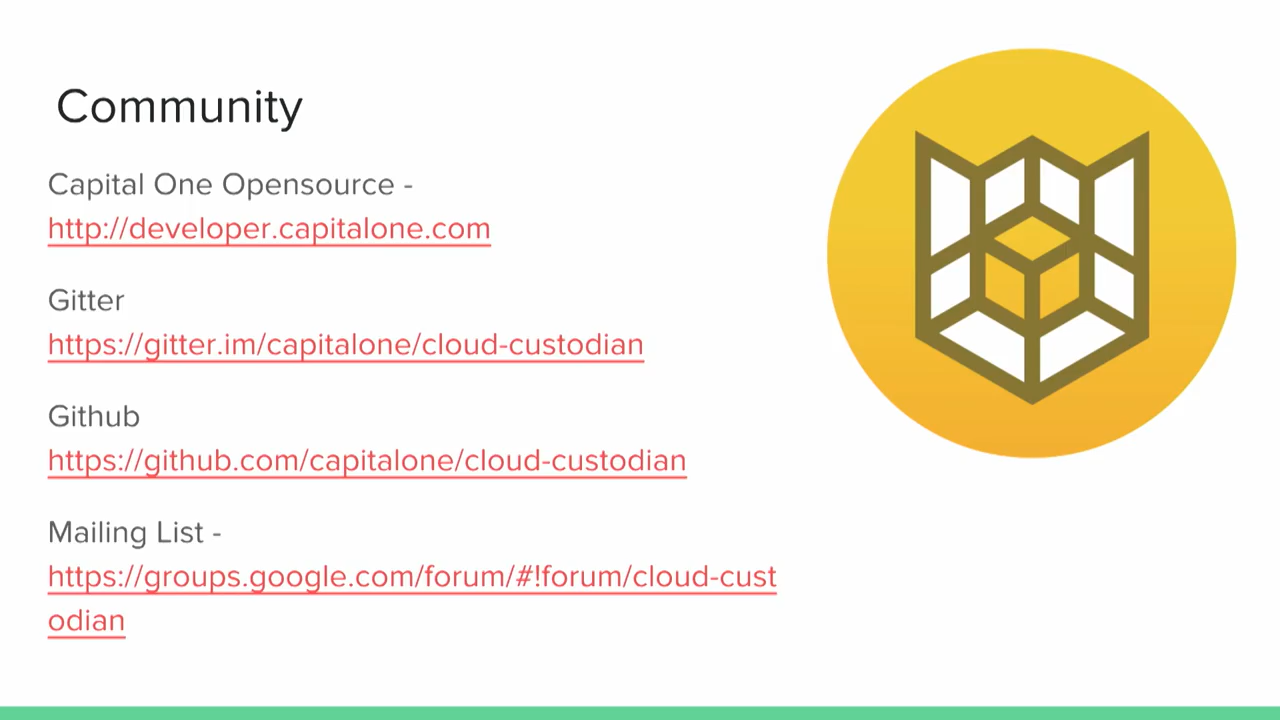 Community
Capital One Opensource -
http://developer.capitalone.com
Gitter
https://gitter.im/capitalone/cloud-custodian
Github
https://github.com/capitalone/cloud-custodian
Mailing List -
https://groups.google.com/forum/#!forum/cloud-cust
odian